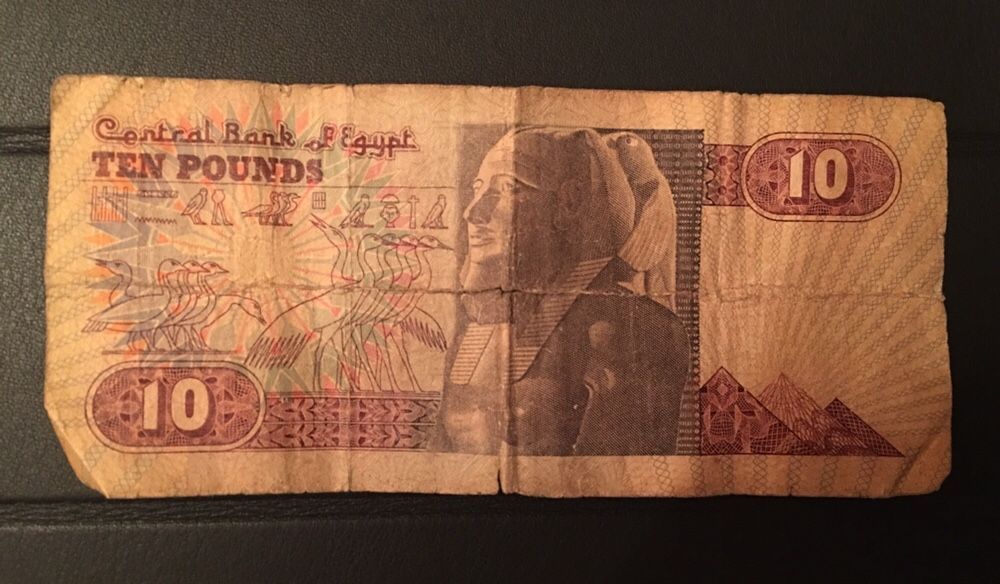 Central Bank of Egypt
TEN POUNDS
10
10